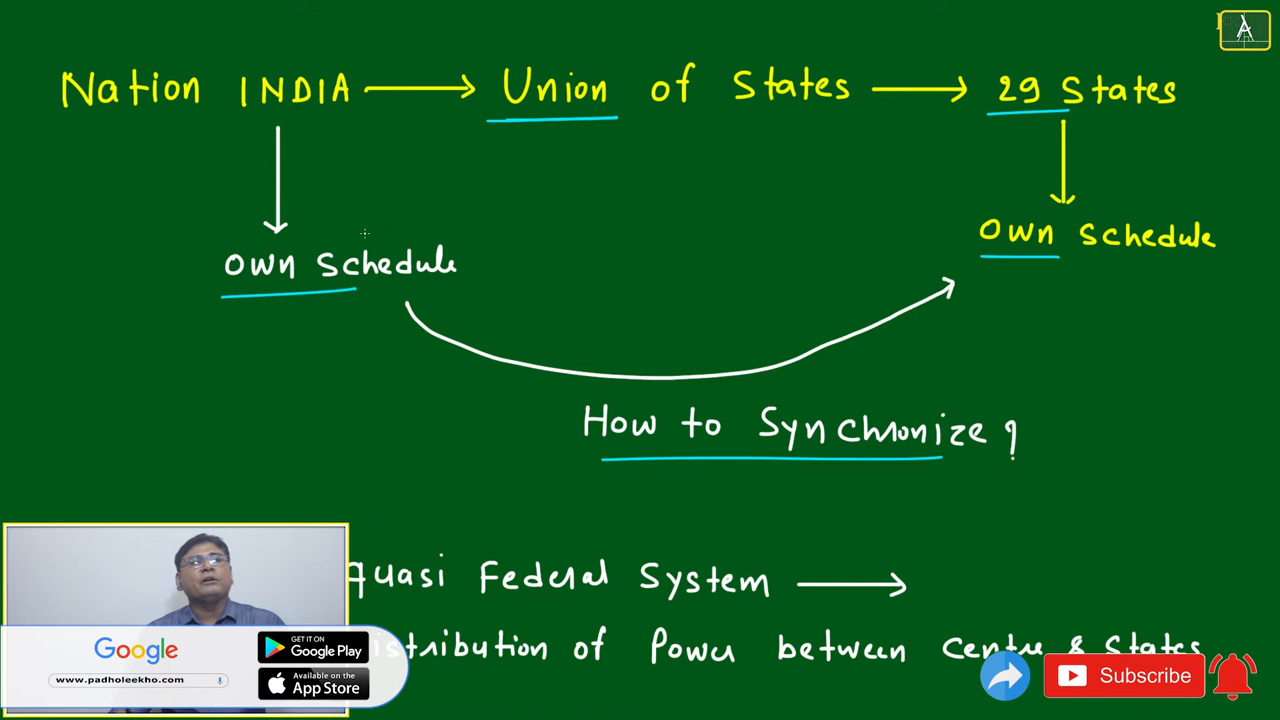 Nation INDIA → Union of States → 29 States
Own Schedule
Own Schedule
How to Synchronize ?
quasi Federal System →
Distribution of Power between Centre & States
Google
www.padholeekho.com
GET IT ON
Google Play
Available on the
App Store
Subscribe